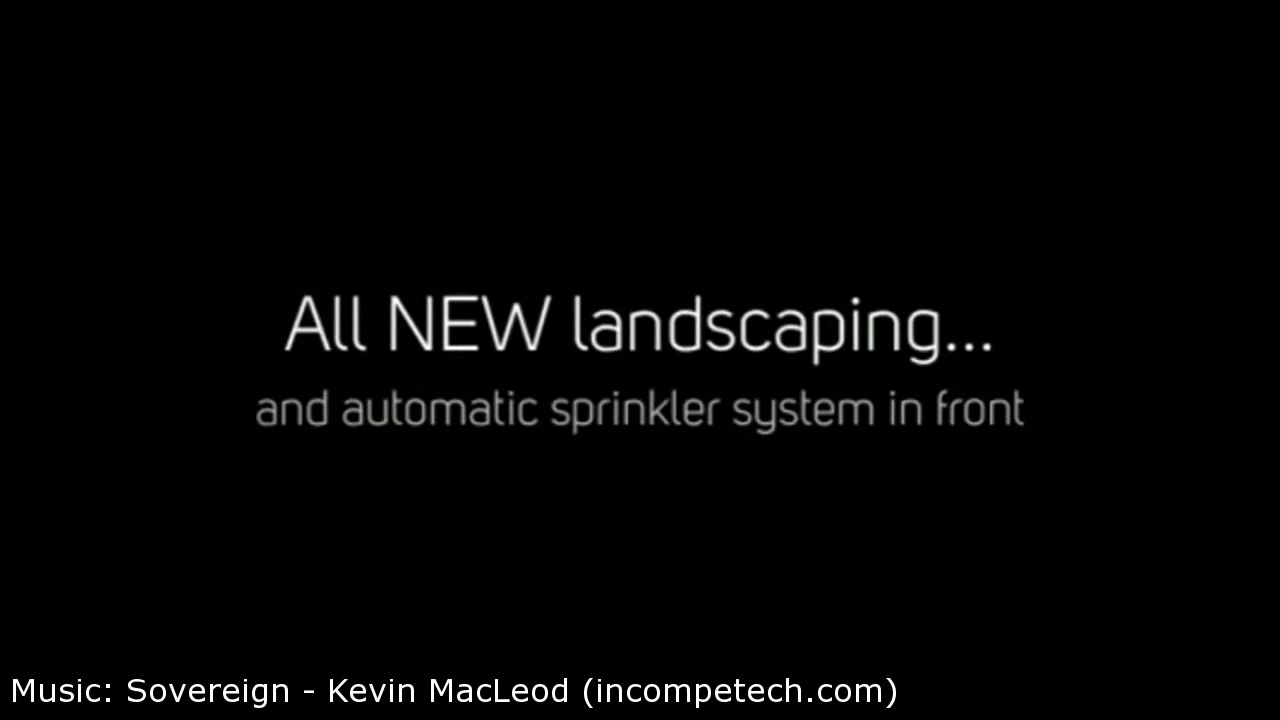 All NEW landscaping...
and automatic sprinkler system in front
Music: Sovereign - Kevin MacLeod (incompetech.com)